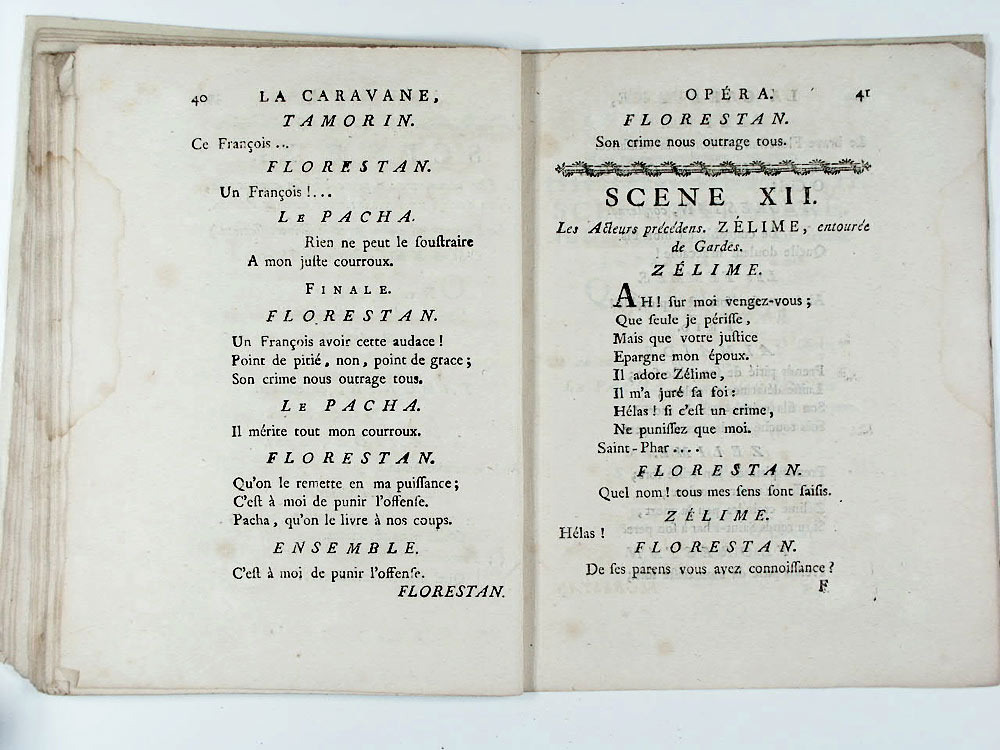 40 LA CARAVANE,
TAMORIN.
Ce François ...
FLORESTAN.
Un François !...
LE PACHA.
Rien ne peut le souſtraire
A mon juſte courroux.
FINALE.
FLORESTAN.
Un François avoir cette audace !
Point de pitié, non, point de grace ;
Son crime nous outrage tous.
LE PACHA.
Il mérite tout mon courroux.
FLORESTAN.
Qu'on le remette en ma puiſſance ;
C'eſt à moi de punir l'offenſe.
Pacha, qu'on le livre à nos coups.
ENSEMBLE.
C'eſt à moi de punir l'offenſe.
FLORESTAN.
OPÉRA. 41
FLORESTAN.
Son crime nous outrage tous.
SCENE XII.
Les Acteurs précédens. ZÉLIME, entourée
de Gardes.
ZÉLIME.
AH! ſur moi vengez-vous ;
Que ſeule je périſſe,
Mais que votre juſtice
Epargne mon époux.
Il adore Zélime,
Il m'a juré ſa foi :
Hélas ! ſi c'eſt un crime,
Ne puniſſez que moi.
Saint-Phar....
FLORESTAN.
Quel nom ! tous mes ſens ſont ſaiſis.
ZÉLIME.
Hélas !
FLORESTAN.
De ſes parens vous avez connoiſſance ?
F